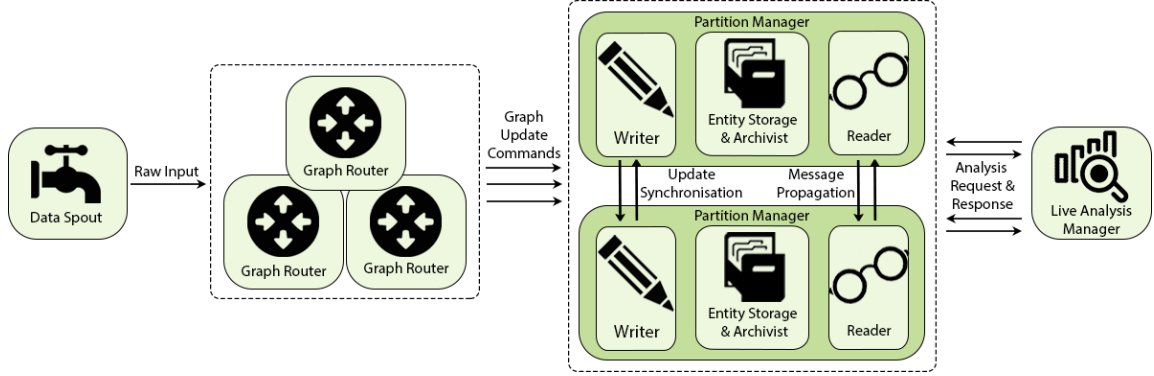 Data Spout
Raw Input
Graph Router
Graph Router
Graph Router
Graph
Update
Commands
Partition Manager
Writer
Entity Storage
& Archivist
Reader
Update
Synchronisation
Message
Propagation
Partition Manager
Writer
Entity Storage
& Archivist
Reader
Analysis
Request &
Response
Live Analysis
Manager